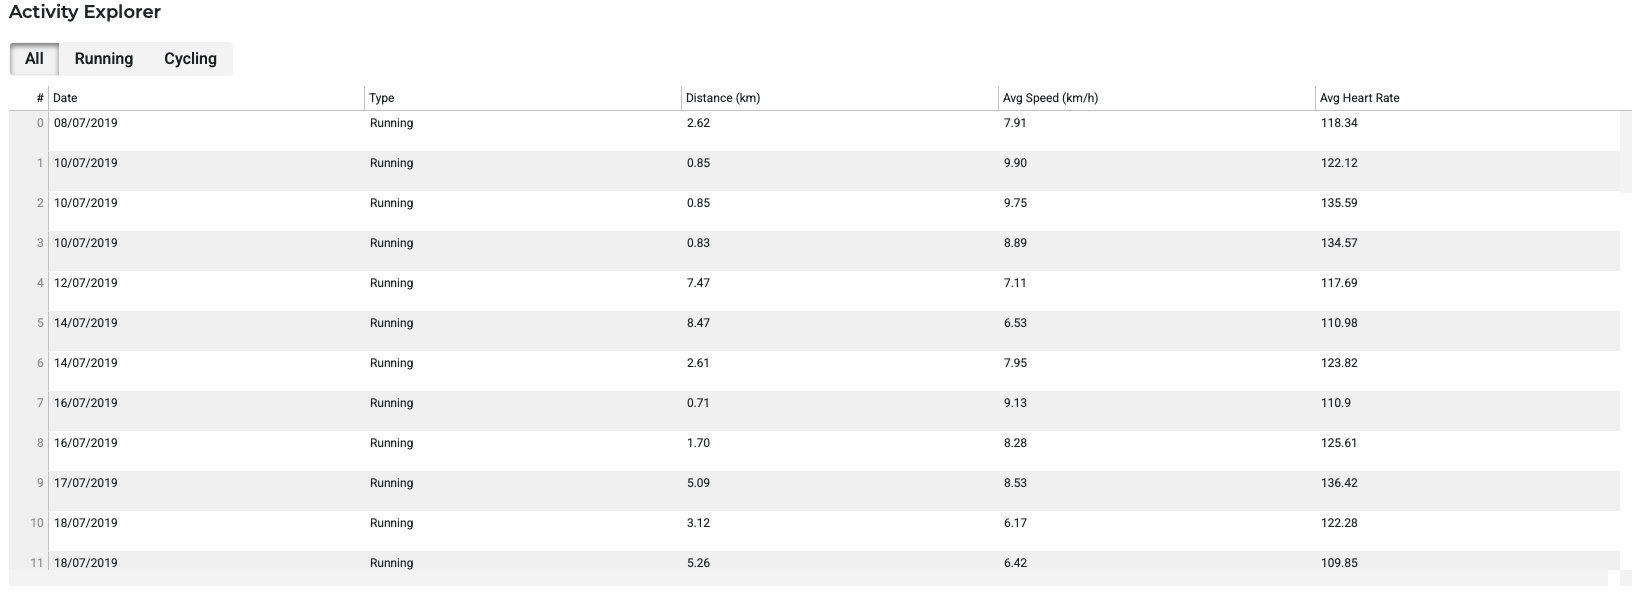 Activity Explorer
All Running Cycling
# Date Type Distance (km) Avg Speed (km/h) Avg Heart Rate
0 08/07/2019 Running 2.62 7.91 118.34
1 10/07/2019 Running 0.85 9.90 122.12
2 10/07/2019 Running 0.85 9.75 135.59
3 10/07/2019 Running 0.83 8.89 134.57
4 12/07/2019 Running 7.47 7.11 117.69
5 14/07/2019 Running 8.47 6.53 110.98
6 14/07/2019 Running 2.61 7.95 123.82
7 16/07/2019 Running 0.71 9.13 110.9
8 16/07/2019 Running 1.70 8.28 125.61
9 17/07/2019 Running 5.09 8.53 136.42
10 18/07/2019 Running 3.12 6.17 122.28
11 18/07/2019 Running 5.26 6.42 109.85